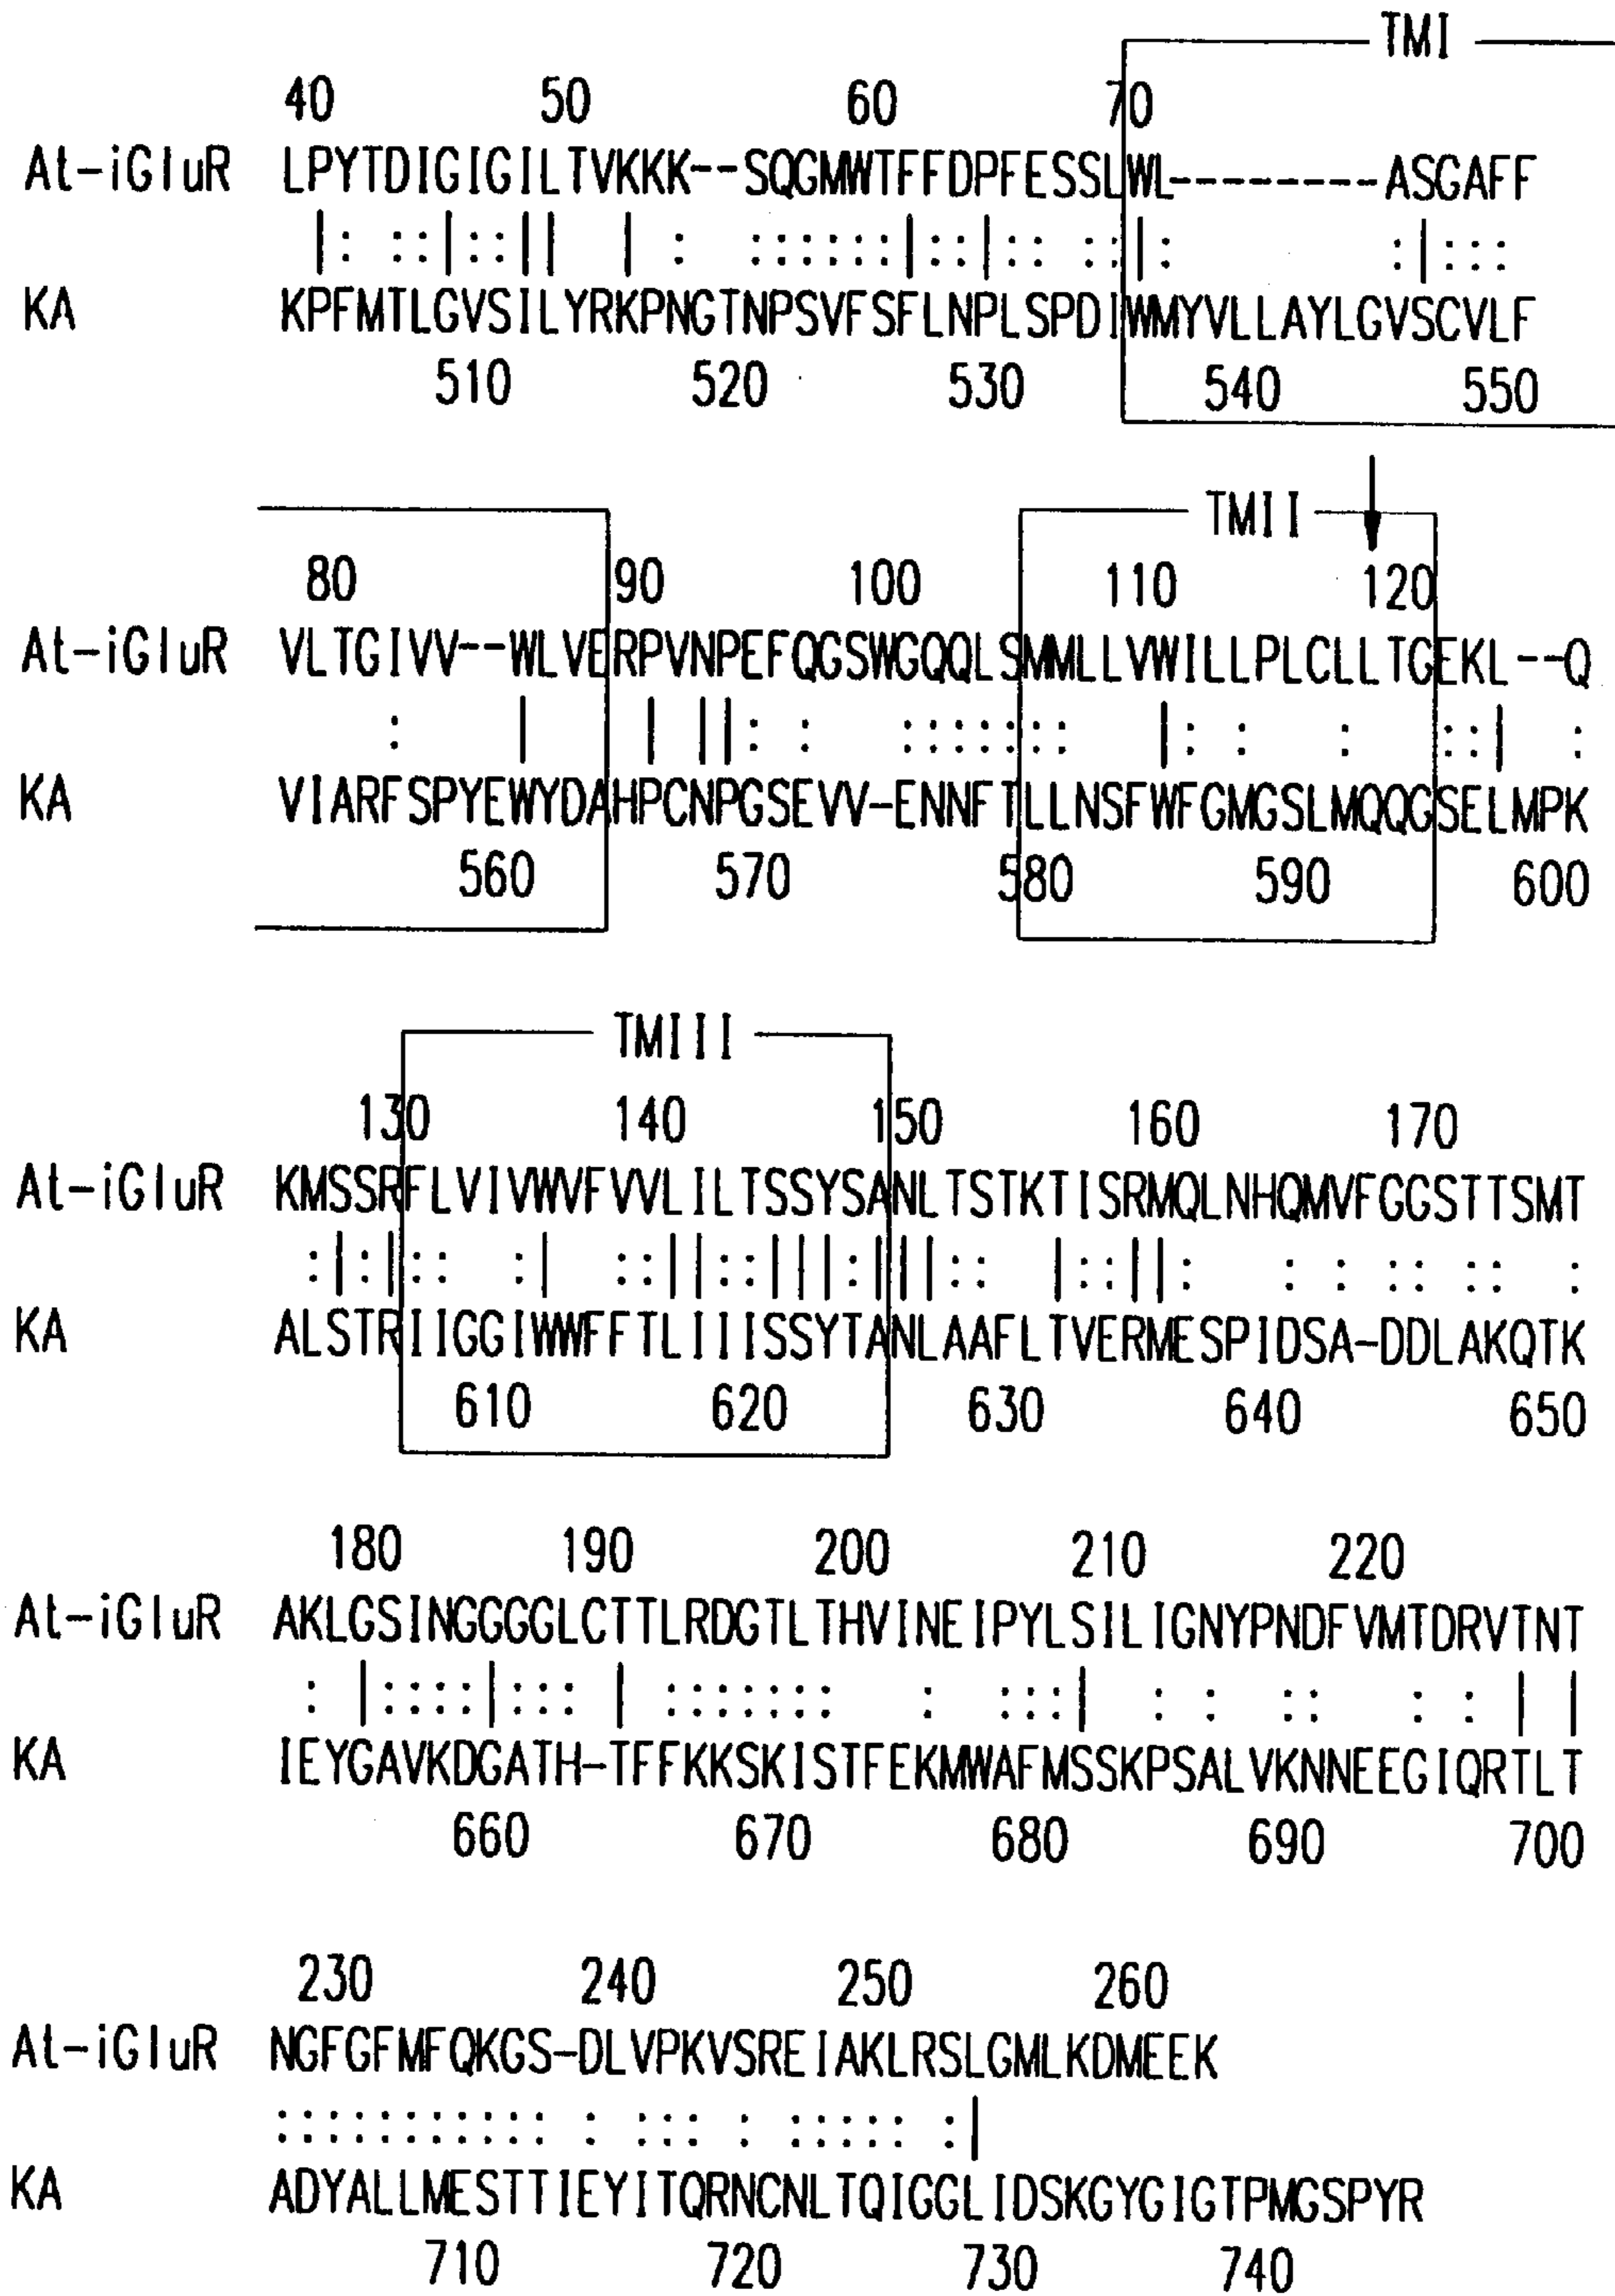 TMI
40 50 60 70
At-iGluR LPYTDIGIGILTVKKK--SQGMWTFFDPFESSLWL--------ASGAFF
|: ::|::|| | : ::::::|::|:: ::|: :|:::
KA KPFMTLGVSILYRKPNGTNPSVFSFLNPLSPDIWMYVLLAYLGVSCVLF
510 520 530 540 550
TMII
80 90 100 110 120
At-iGluR VLTGIVV--WLVERPVNPEFQGSWGQQLSMMLLVWILLPLCLLTGEKL--Q
: | | ||: : ::::::: |: : : ::| :
KA VIARFSPYEWYDAHPCNPGSEVV-ENNFTLLNSFWFGMGSLMQQGSELMPK
560 570 580 590 600
TMIII
130 140 150 160 170
At-iGluR KMSSRFLVIVWVFVVLILTSSYSANLTSTKTISRMQLNHQMVFGGSTTSMT
:|:|:: :| ::||::|||:|||:: |::||: : : :: :: :
KA ALSTRIIGGIWWFFTLIIISSYTANLAAFLTVERMESPIDSA-DDLAKQTK
610 620 630 640 650
180 190 200 210 220
At-iGluR AKLGSINGGGGLCTTLRDGTLTHVINEIPYLSILIGNYPNDFVMTDRVTNT
: |::::|::: | ::::::: : :::| : : :: : : | |
KA IEYGAVKDGATH-TFFKKSKISTFEKMWAFMSSKPSALVKNNEEGIQRTLT
660 670 680 690 700
230 240 250 260
At-iGluR NGFGFMFQKGS-DLVPKVSREIAKLRSLGMLKDMEEK
::::::::::: : ::: : ::::: :|
KA ADYALLMESTTIEYITQRNCNLTQIGGLIDSKGYGIGTPMGSPYR
710 720 730 740